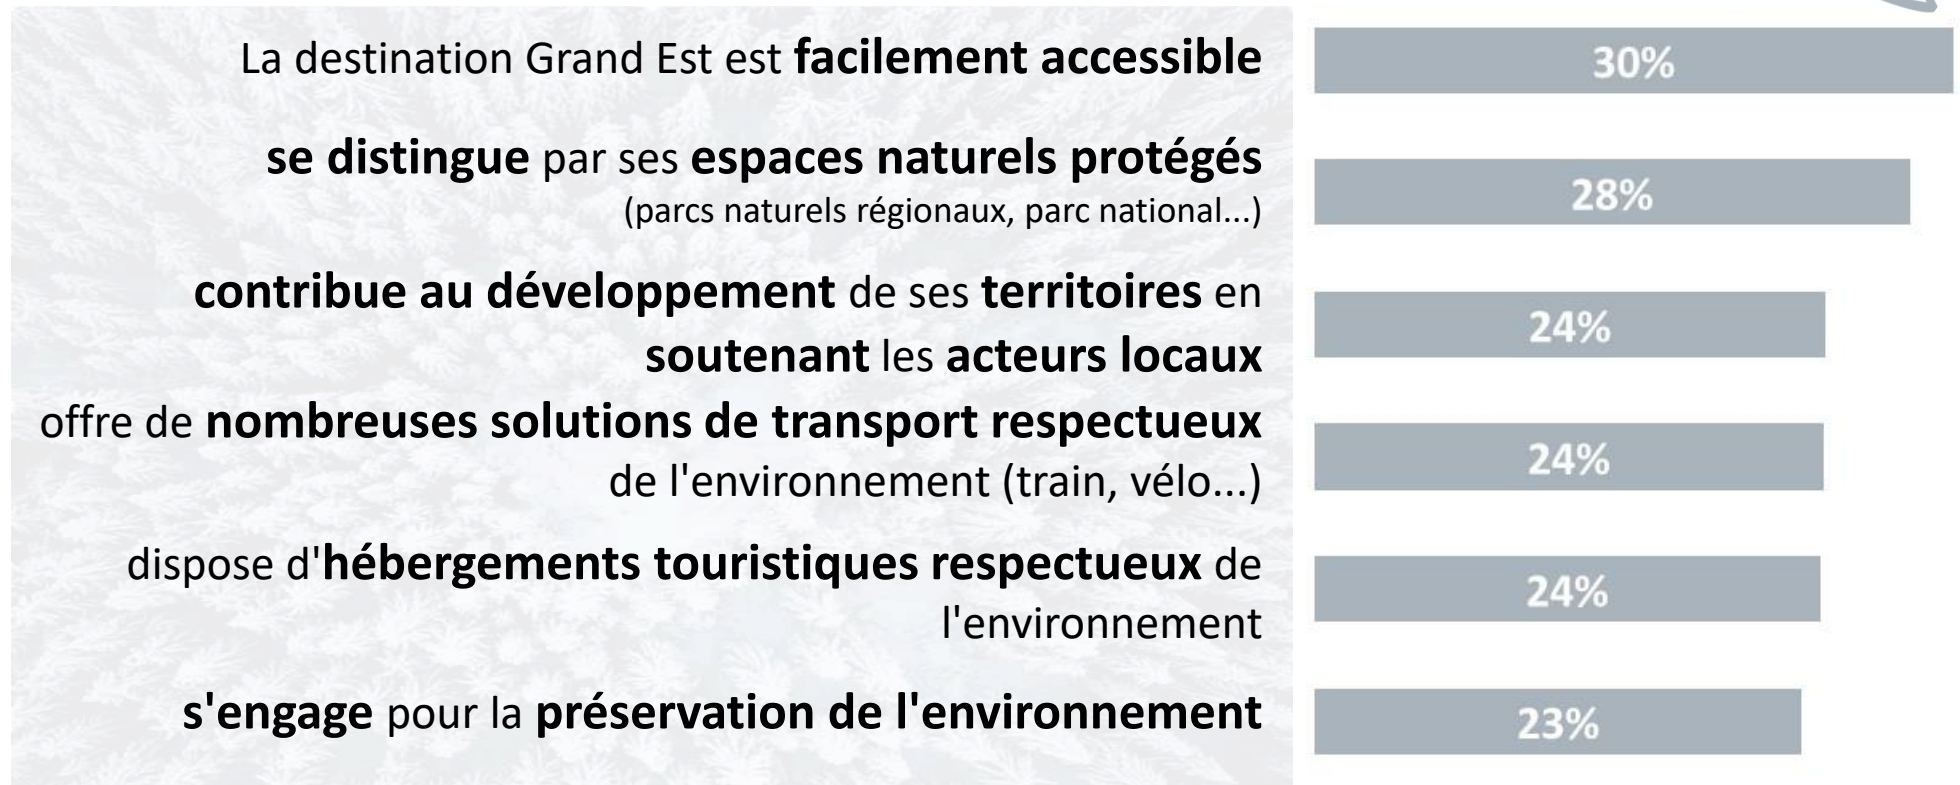 La destination Grand Est est facilement accessible
30%
se distingue par ses espaces naturels protégés
(parcs naturels régionaux, parc national...)
28%
contribue au développement de ses territoires en
soutenant les acteurs locaux
24%
offre de nombreuses solutions de transport respectueux
de l'environnement (train, vélo...)
24%
dispose d'hébergements touristiques respectueux de
l'environnement
24%
s'engage pour la préservation de l'environnement
23%